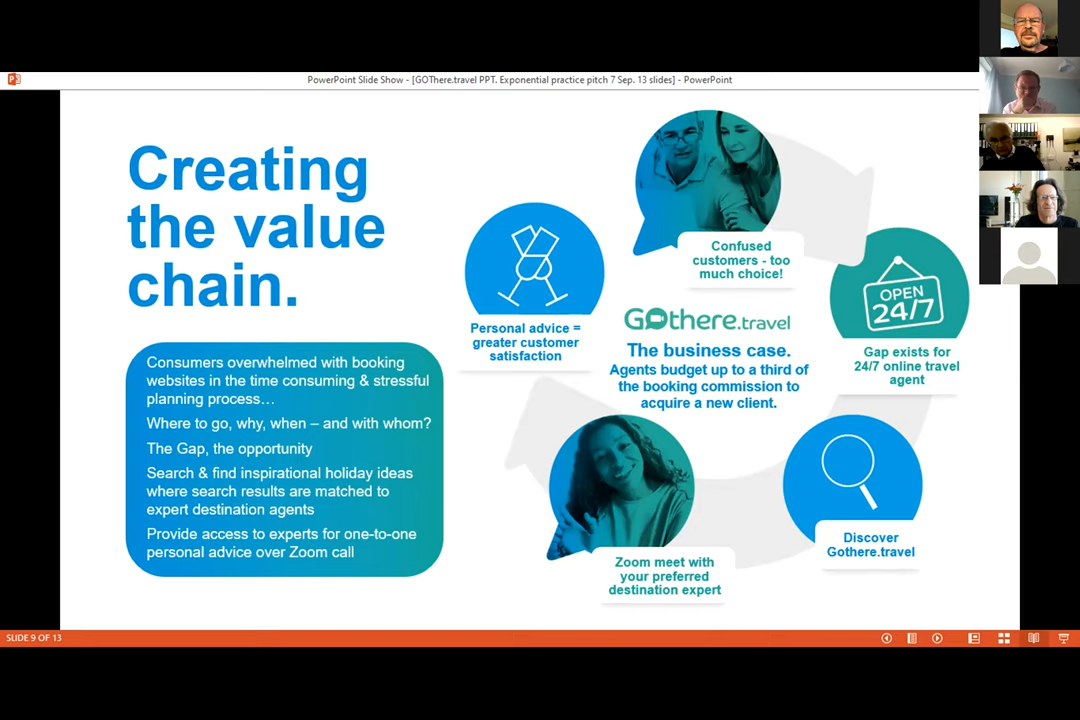 PowerPoint Slide Show - [GOThere.travel PPT. Exponential practice pitch 7 Sep. 13 slides] - PowerPoint
Creating
the value
chain.
Consumers overwhelmed with booking
websites in the time consuming & stressful
planning process…
Where to go, why, when – and with whom?
The Gap, the opportunity
Search & find inspirational holiday ideas
where search results are matched to
expert destination agents
Provide access to experts for one-to-one
personal advice over Zoom call
Confused
customers - too
much choice!
OPEN
24/7
Gap exists for
24/7 online travel
agent
Discover
Gothere.travel
Zoom meet with
your preferred
destination expert
Personal advice =
greater customer
satisfaction
GOthere.travel
The business case.
Agents budget up to a third of
the booking commission to
acquire a new client.
SLIDE 9 OF 13